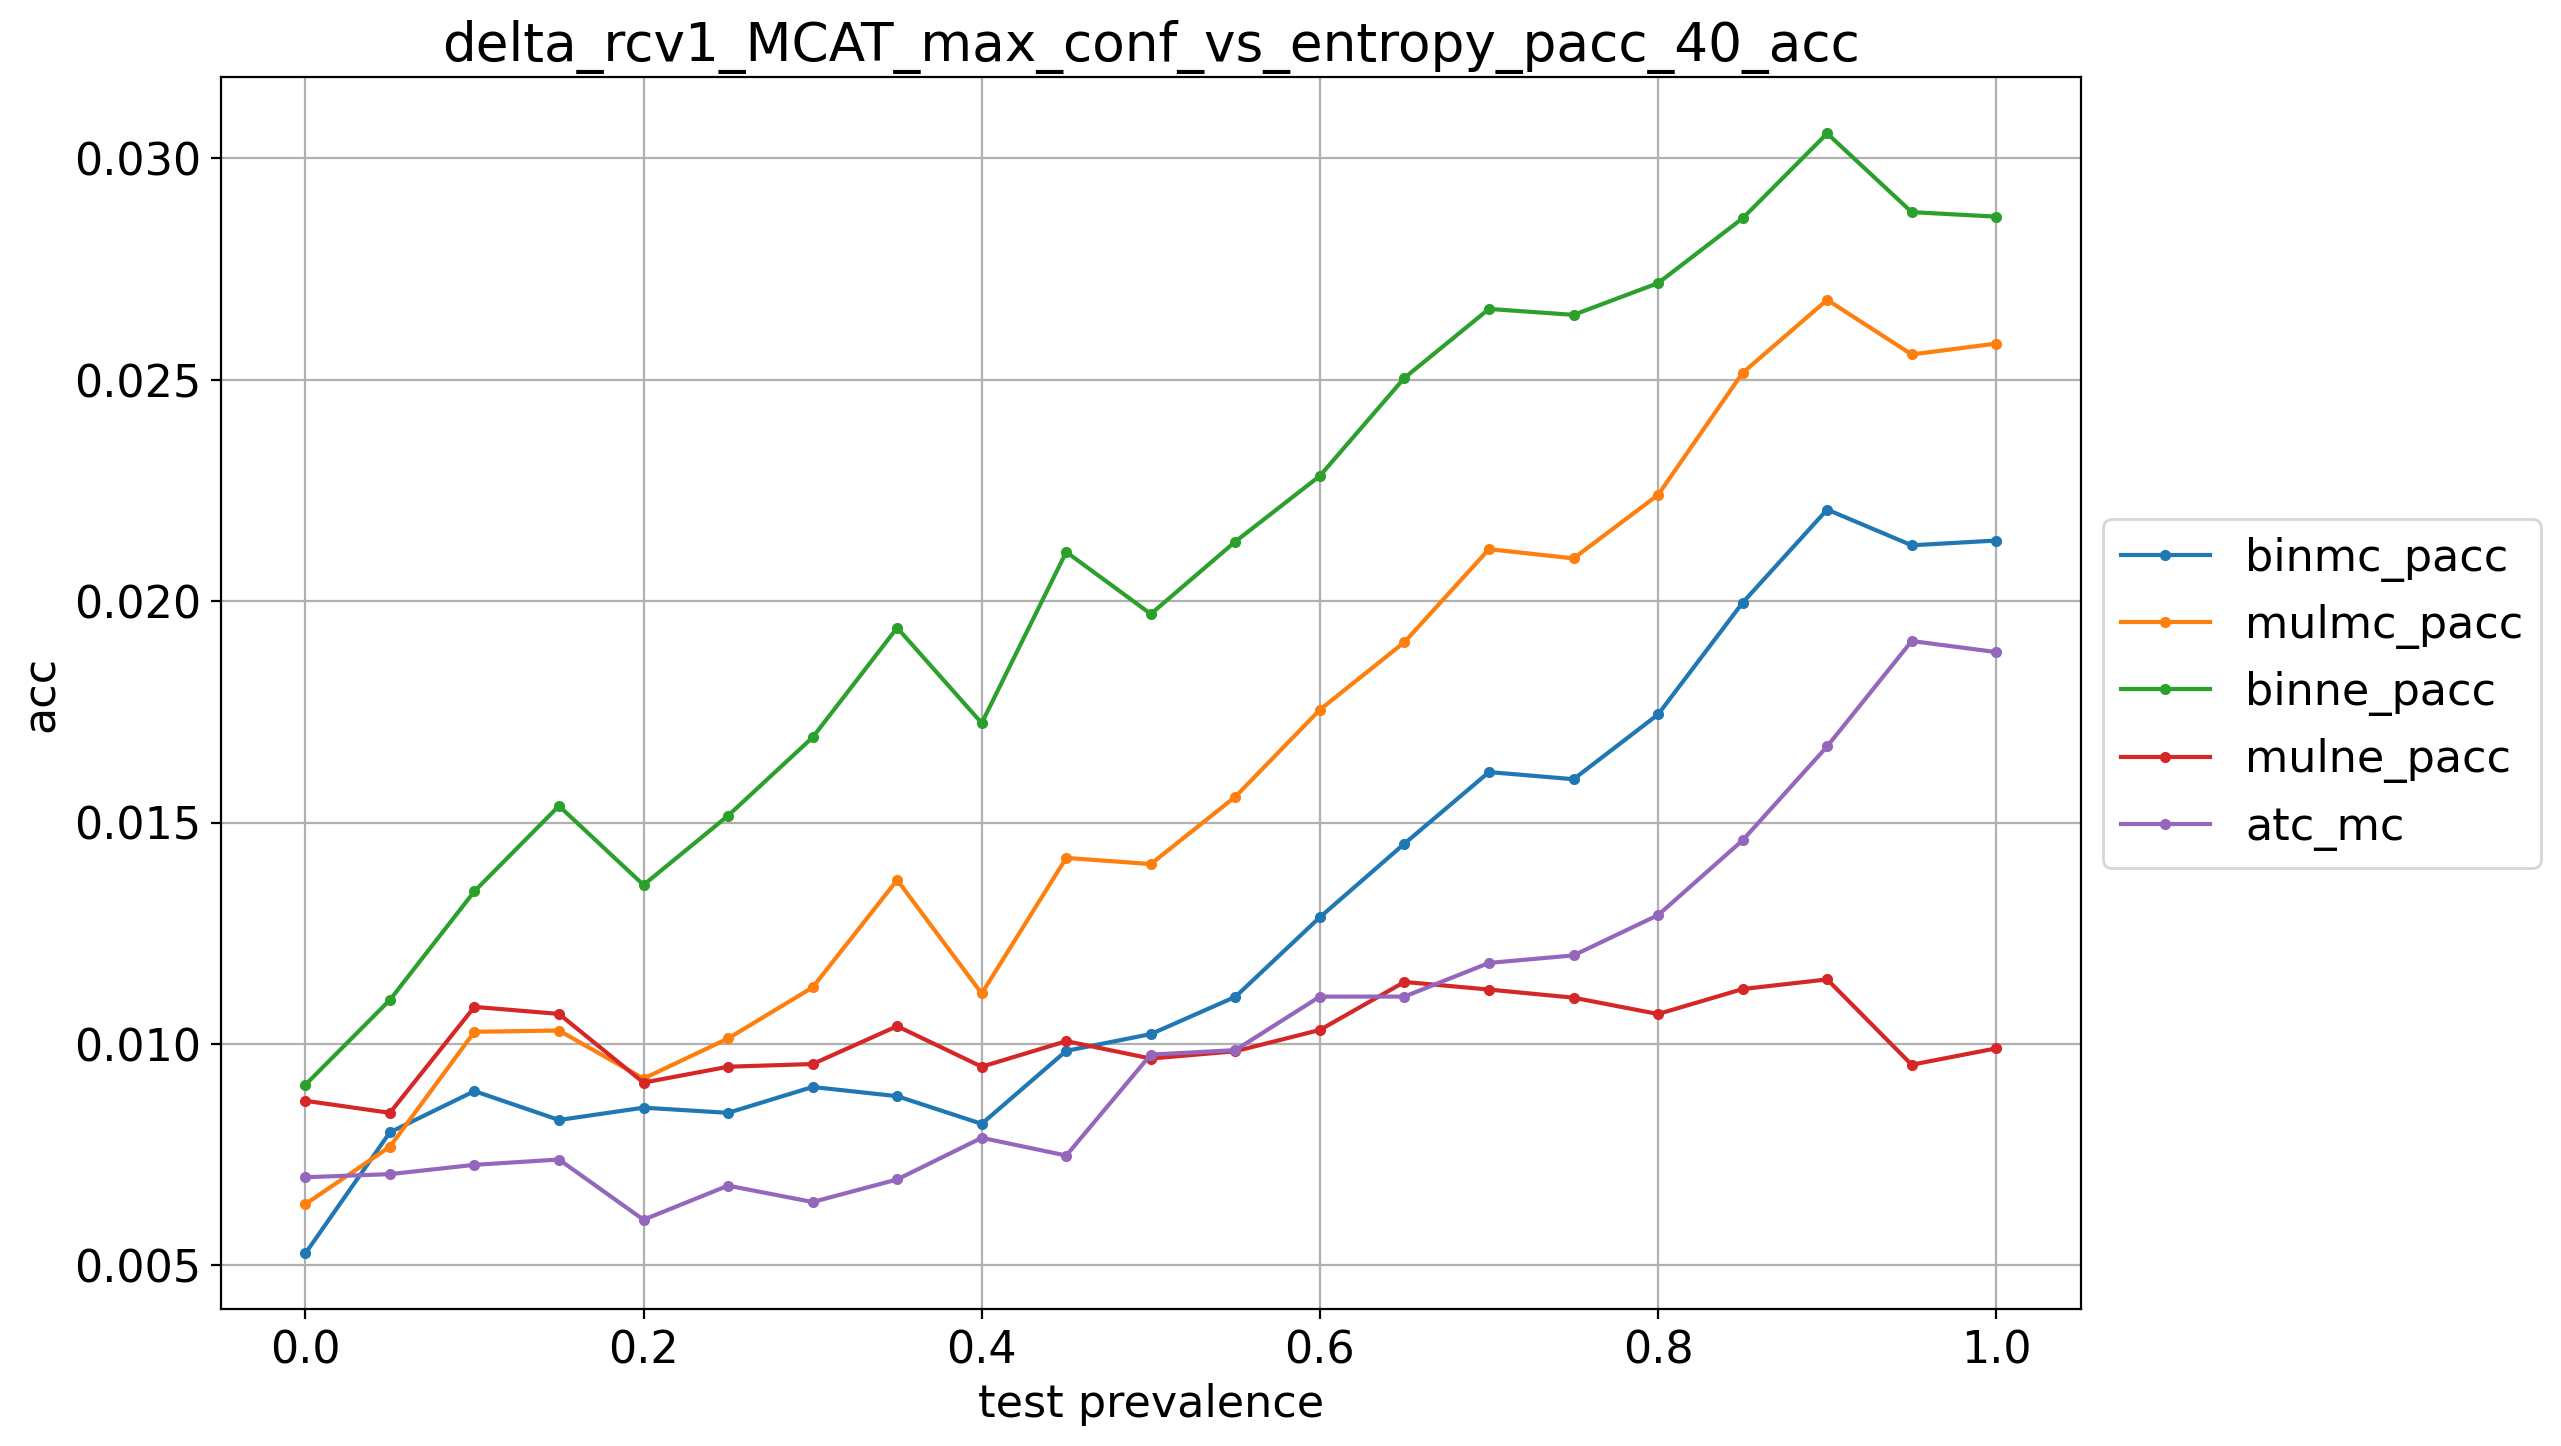 delta_rcv1_MCAT_max_conf_vs_entropy_pacc_40_acc
0.030
0.025
0.020
0.015
0.010
0.005
acc
0.0 0.2 0.4 0.6 0.8 1.0
test prevalence
binmc_pacc
mulmc_pacc
binne_pacc
mulne_pacc
atc_mc